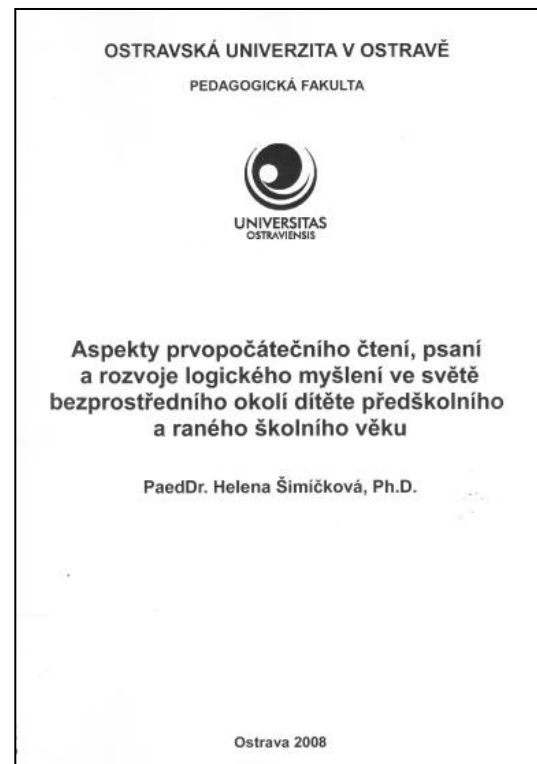 OSTRAVSKÁ UNIVERZITA V OSTRAVĚ
PEDAGOGICKÁ FAKULTA
UNIVERSITAS
OSTRAVIENSIS
Aspekty prvopočátečního čtení, psaní
a rozvoje logického myšlení ve světě
bezprostředního okolí dítěte předškolního
a raného školního věku
PaedDr. Helena Šimíčková, Ph.D.
Ostrava 2008